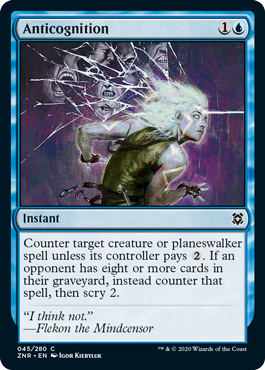 Anticognition 1
Instant
Counter target creature or planeswalker
spell unless its controller pays 2. If an
opponent has eight or more cards in
their graveyard, instead counter that
spell, then scry 2.
“I think not.”
—Flekon the Mindcensor
045/280 C
ZNR • EN Igor Kieryluk
™ & © 2020 Wizards of the Coast